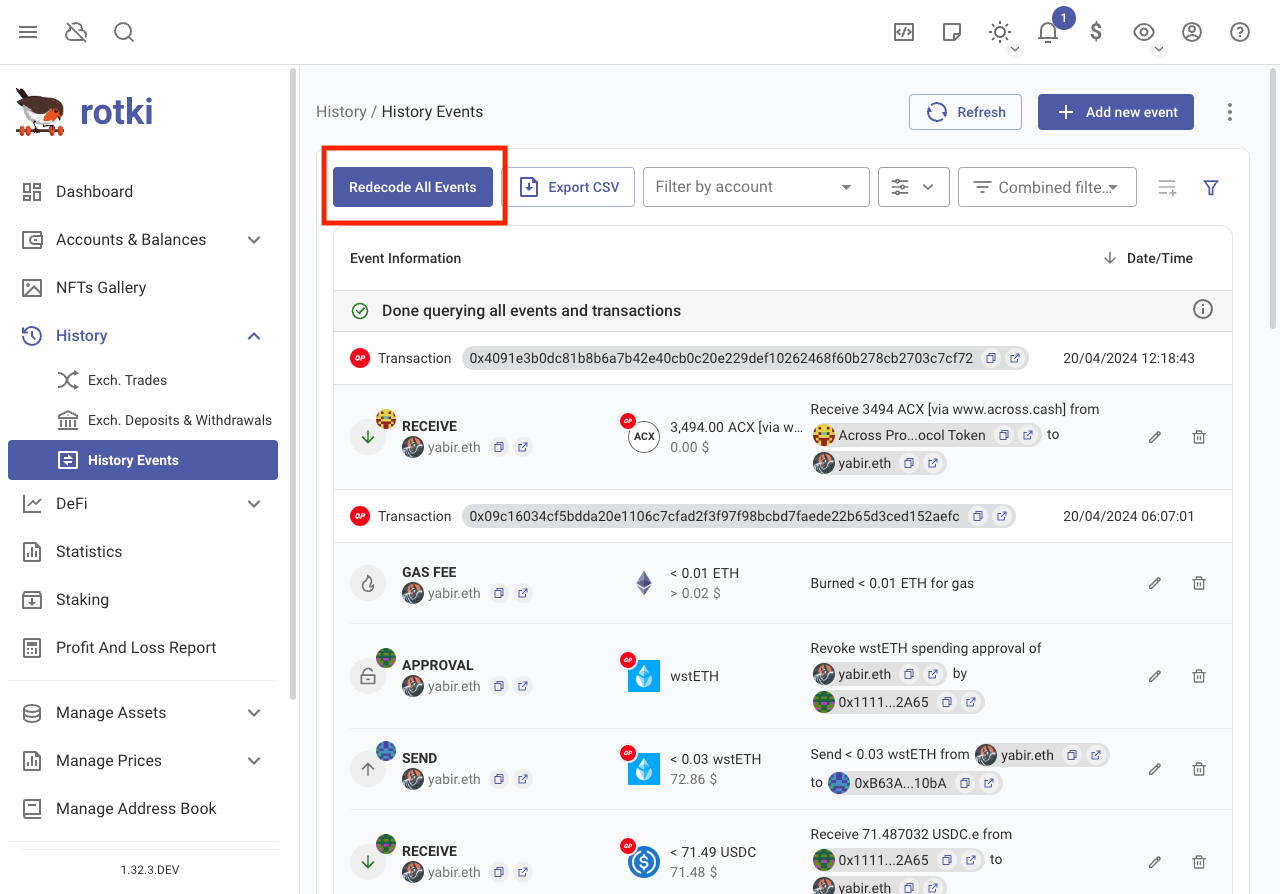 1
rotki
History / History Events
Refresh
Add new event
Redecode All Events
Export CSV
Filter by account
Combined filte...
Dashboard
Accounts & Balances
NFTs Gallery
History
Exch. Trades
Exch. Deposits & Withdrawals
History Events
DeFi
Statistics
Staking
Profit And Loss Report
Manage Assets
Manage Prices
Manage Address Book
1.32.3.DEV
Event Information
Date/Time
Done querying all events and transactions
OP Transaction 0x4091e3b0dc81b8b6a7b42e40cb0c20e229def10262468f60b278cb2703c7cf72 20/04/2024 12:18:43
RECEIVE
yabir.eth
OP
ACX
3,494.00 ACX [via w...
0.00 $
Receive 3494 ACX [via www.across.cash] from
Across Pro...ocol Token to
yabir.eth
OP Transaction 0x09c16034cf5bdda20e1106c7cfad2f3f97f98bcbd7faede22b65d3ced152aefc 20/04/2024 06:07:01
GAS FEE
yabir.eth
< 0.01 ETH
> 0.02 $
Burned < 0.01 ETH for gas
APPROVAL
yabir.eth
OP
wstETH
Revoke wstETH spending approval of
yabir.eth by
0x1111...2A65
SEND
yabir.eth
OP
< 0.03 wstETH
72.86 $
Send < 0.03 wstETH from yabir.eth
to 0xB63A...10bA
RECEIVE
yabir.eth
OP
< 71.49 USDC
71.48 $
Receive 71.487032 USDC.e from
0x1111...2A65 to
yabir.eth